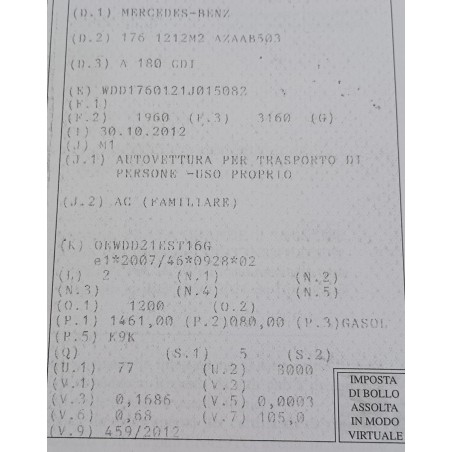 (D.1) MERCEDES-BENZ
(D.2) 176 1212M2 AZAAB503
(D.3) A 180 CDI
(K) WDD1760121J015082
(F.1)
(F.2) 1960 (F.3) 3160 (G)
(I) 30.10.2012
(J) M1
(J.1) AUTOVETTURA PER TRASPORTO DI
PERSONE -USO PROPRIO
(J.2) AC (FAMILIARE)
(K) OEWDD21EST16G
e1*2007/46*0928*02
(L) 2 (N.1) (N.2)
(N.3) (N.4) (N.5)
(O.1) 1200 (O.2)
(P.1) 1461,00 (P.2)080,00 (P.3)GASOL
(P.5) K9K
(Q) (S.1) 5 (S.2)
(U.1) 77 (U.2) 3000
(V.1) (V.2)
(V.3) 0,1686 (V.5) 0,0003
(V.6) 0,68 (V.7) 105,0
(V.9) 459/2012
IMPOSTA
DI BOLLO
ASSOLTA
IN MODO
VIRTUALE